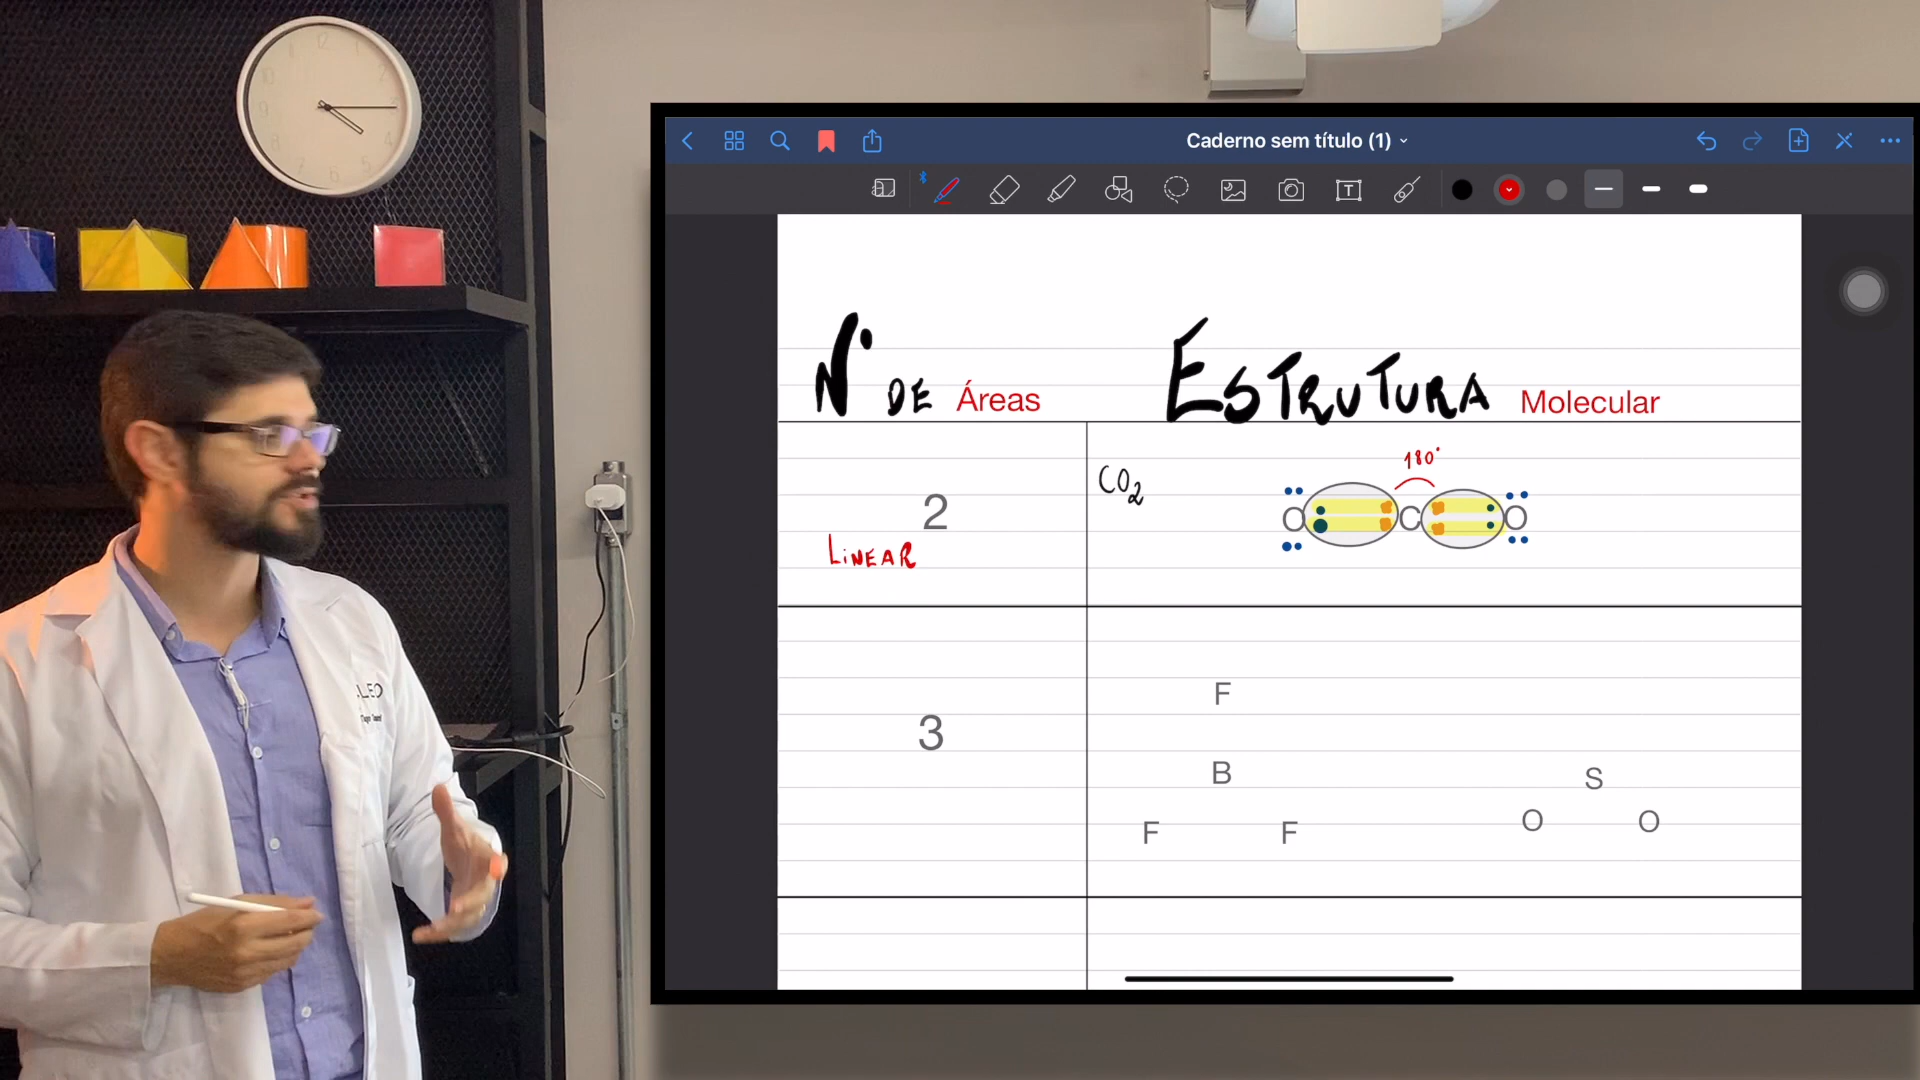 Caderno sem título (1)
Nº DE Áreas
ESTRUTURA Molecular
2
LINEAR
CO2
180°
O C O
3
F
B
F F
S
O O